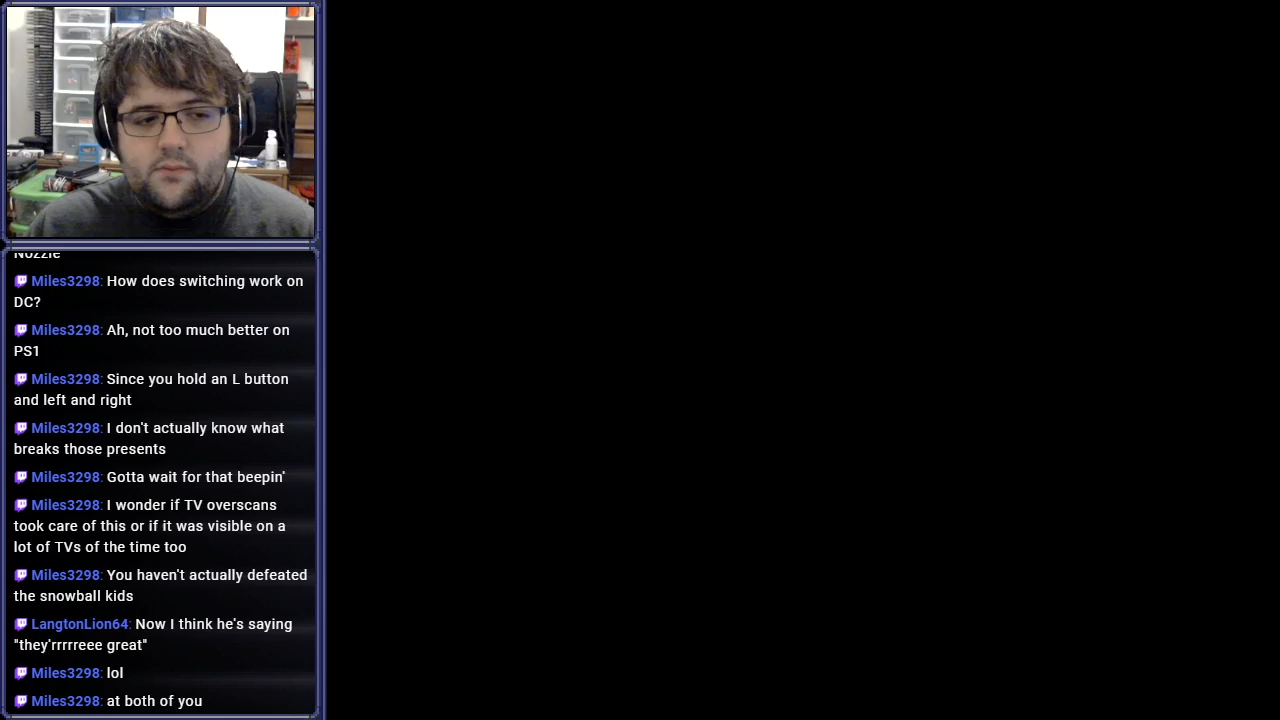 Nozzle
Miles3298: How does switching work on
DC?
Miles3298: Ah, not too much better on
PS1
Miles3298: Since you hold an L button
and left and right
Miles3298: I don't actually know what
breaks those presents
Miles3298: Gotta wait for that beepin'
Miles3298: I wonder if TV overscans
took care of this or if it was visible on a
lot of TVs of the time too
Miles3298: You haven't actually defeated
the snowball kids
LangtonLion64: Now I think he's saying
"they'rrrrreee great"
Miles3298: lol
Miles3298: at both of you